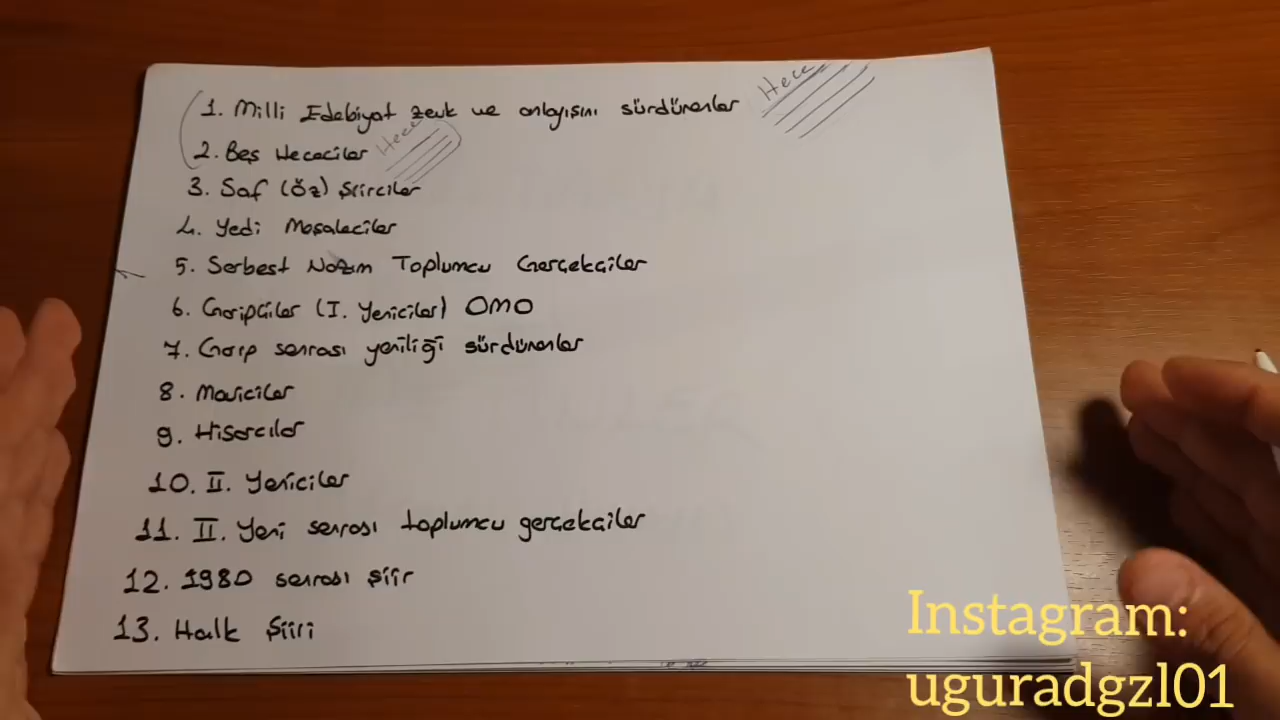 1. Milli Edebiyat zevk ve anlayışını sürdürenler
Hece
2. Beş Hececiler
Hece
3. Saf (Öz) Şiirciler
4. Yedi Meşaleciler
5. Serbest Nazım Toplumcu Gerçekçiler
6. Garipçiler (I. Yeniciler) OMO
7. Garip sonrası yeniliği sürdürenler
8. Maviciler
9. Hisarcılar
10. II. Yeniciler
11. II. Yeni sonrası toplumcu gerçekçiler
12. 1980 sonrası şiir
13. Halk Şiiri
Instagram:
uguradgzl01